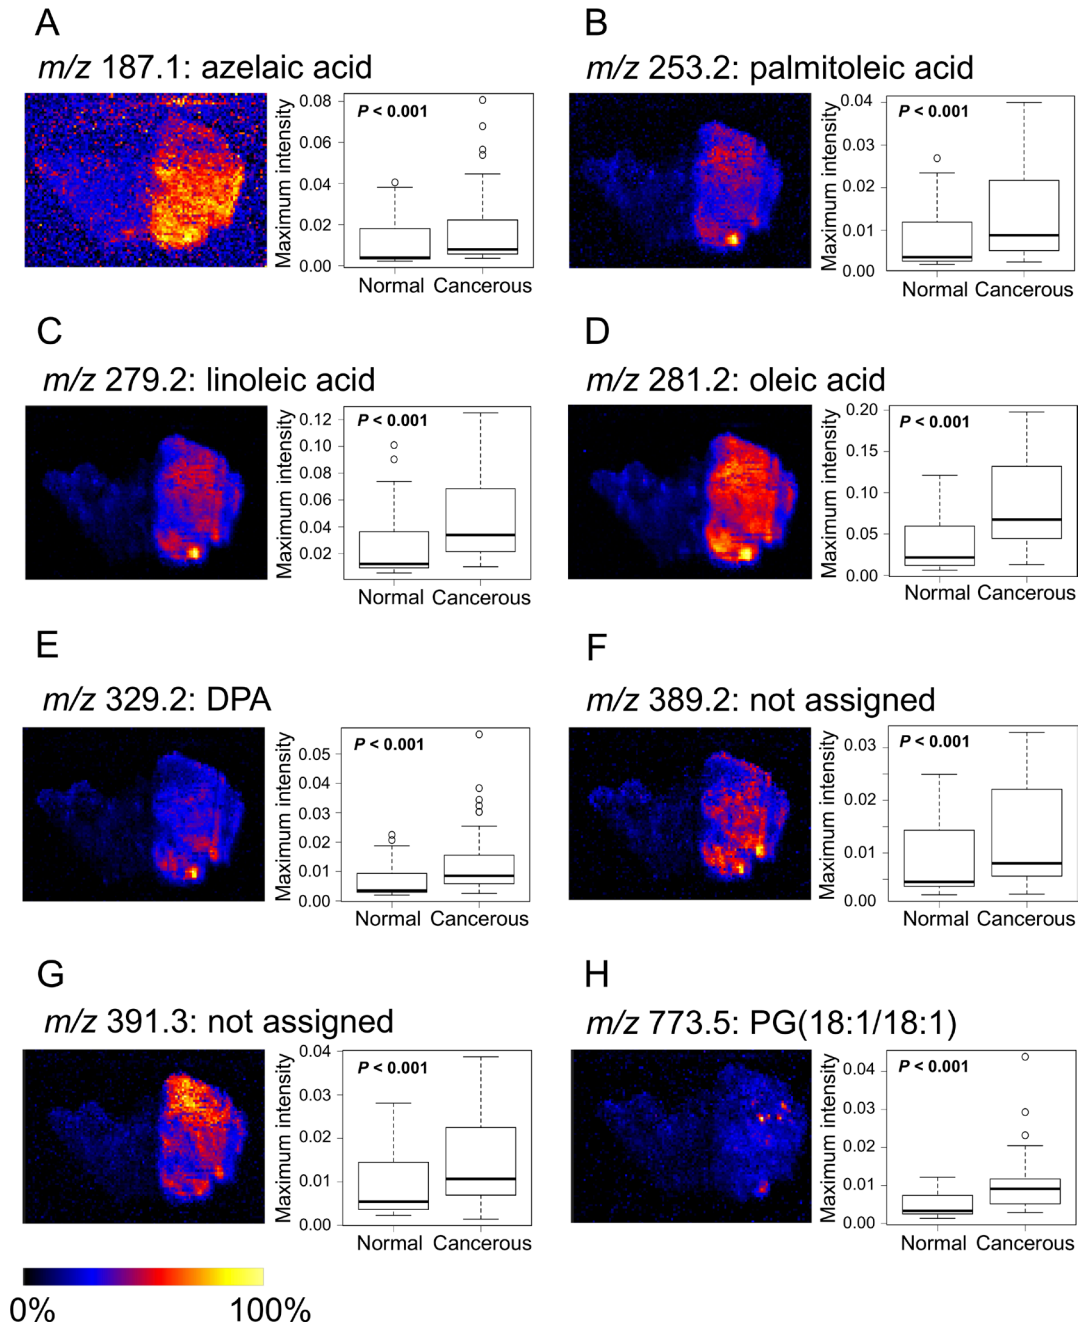 A
m/z 187.1: azelaic acid
Maximum intensity
P < 0.001
0.08
0.06
0.04
0.02
0.00
Normal Cancerous
B
m/z 253.2: palmitoleic acid
Maximum intensity
P < 0.001
0.04
0.03
0.02
0.01
0.00
Normal Cancerous
C
m/z 279.2: linoleic acid
Maximum intensity
P < 0.001
0.12
0.10
0.08
0.06
0.04
0.02
Normal Cancerous
D
m/z 281.2: oleic acid
Maximum intensity
P < 0.001
0.20
0.15
0.10
0.05
0.00
Normal Cancerous
E
m/z 329.2: DPA
Maximum intensity
P < 0.001
0.05
0.04
0.03
0.02
0.01
0.00
Normal Cancerous
F
m/z 389.2: not assigned
Maximum intensity
P < 0.001
0.03
0.02
0.01
0.00
Normal Cancerous
G
m/z 391.3: not assigned
Maximum intensity
P < 0.001
0.04
0.03
0.02
0.01
0.00
Normal Cancerous
H
m/z 773.5: PG(18:1/18:1)
Maximum intensity
P < 0.001
0.04
0.03
0.02
0.01
0.00
Normal Cancerous
0% 100%